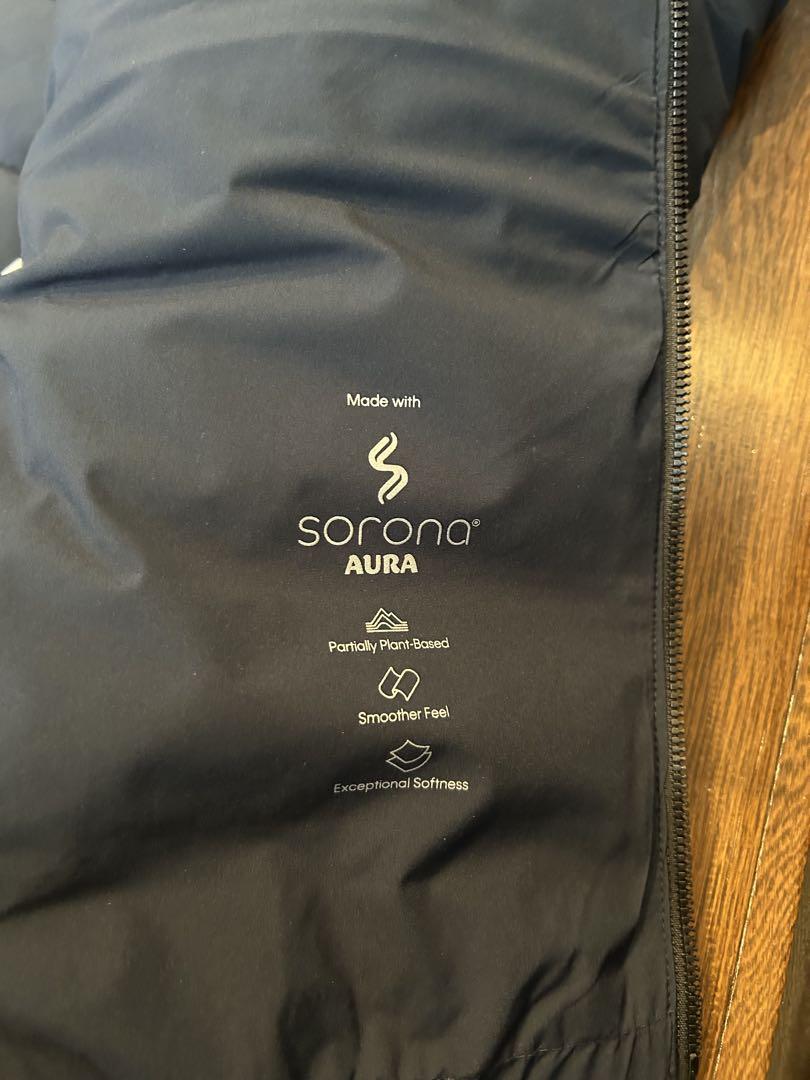 Made with
sorona®
AURA
Partially Plant-Based
Smoother Feel
Exceptional Softness